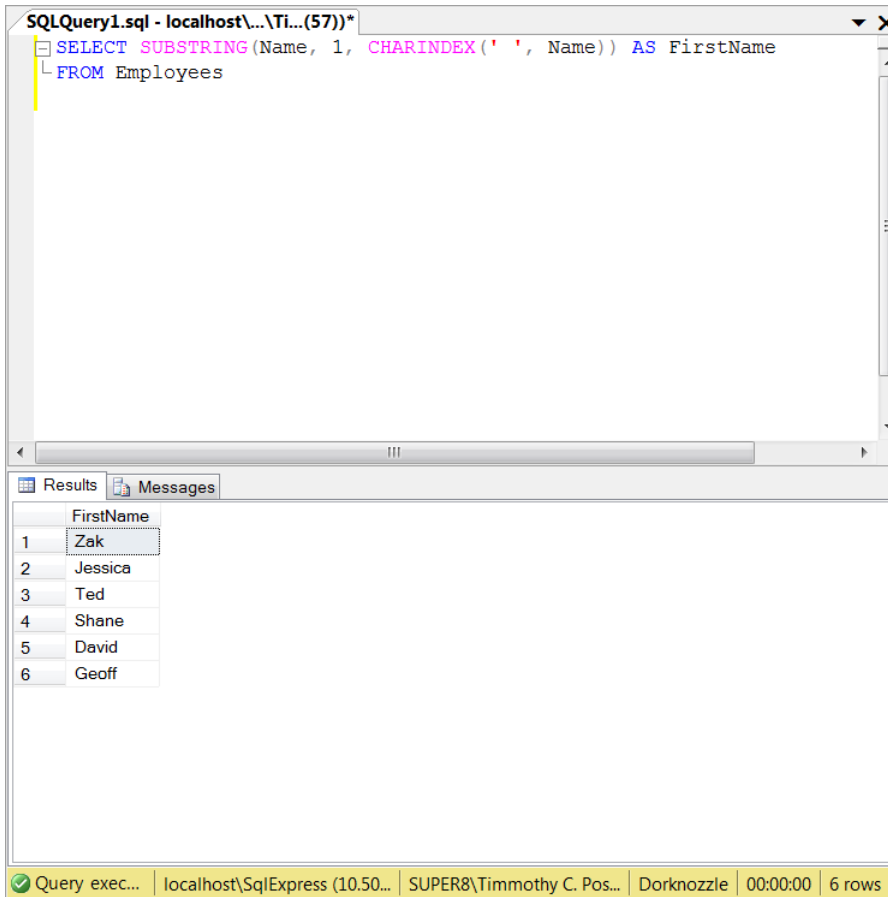 SQLQuery1.sql - localhost\...\Ti...(57))*
SELECT SUBSTRING(Name, 1, CHARINDEX(' ', Name)) AS FirstName
FROM Employees
Results Messages
FirstName
1 Zak
2 Jessica
3 Ted
4 Shane
5 David
6 Geoff
Query exec... localhost\SqlExpress (10.50... SUPER8\Timmothy C. Pos... Dorknozzle 00:00:00 6 rows